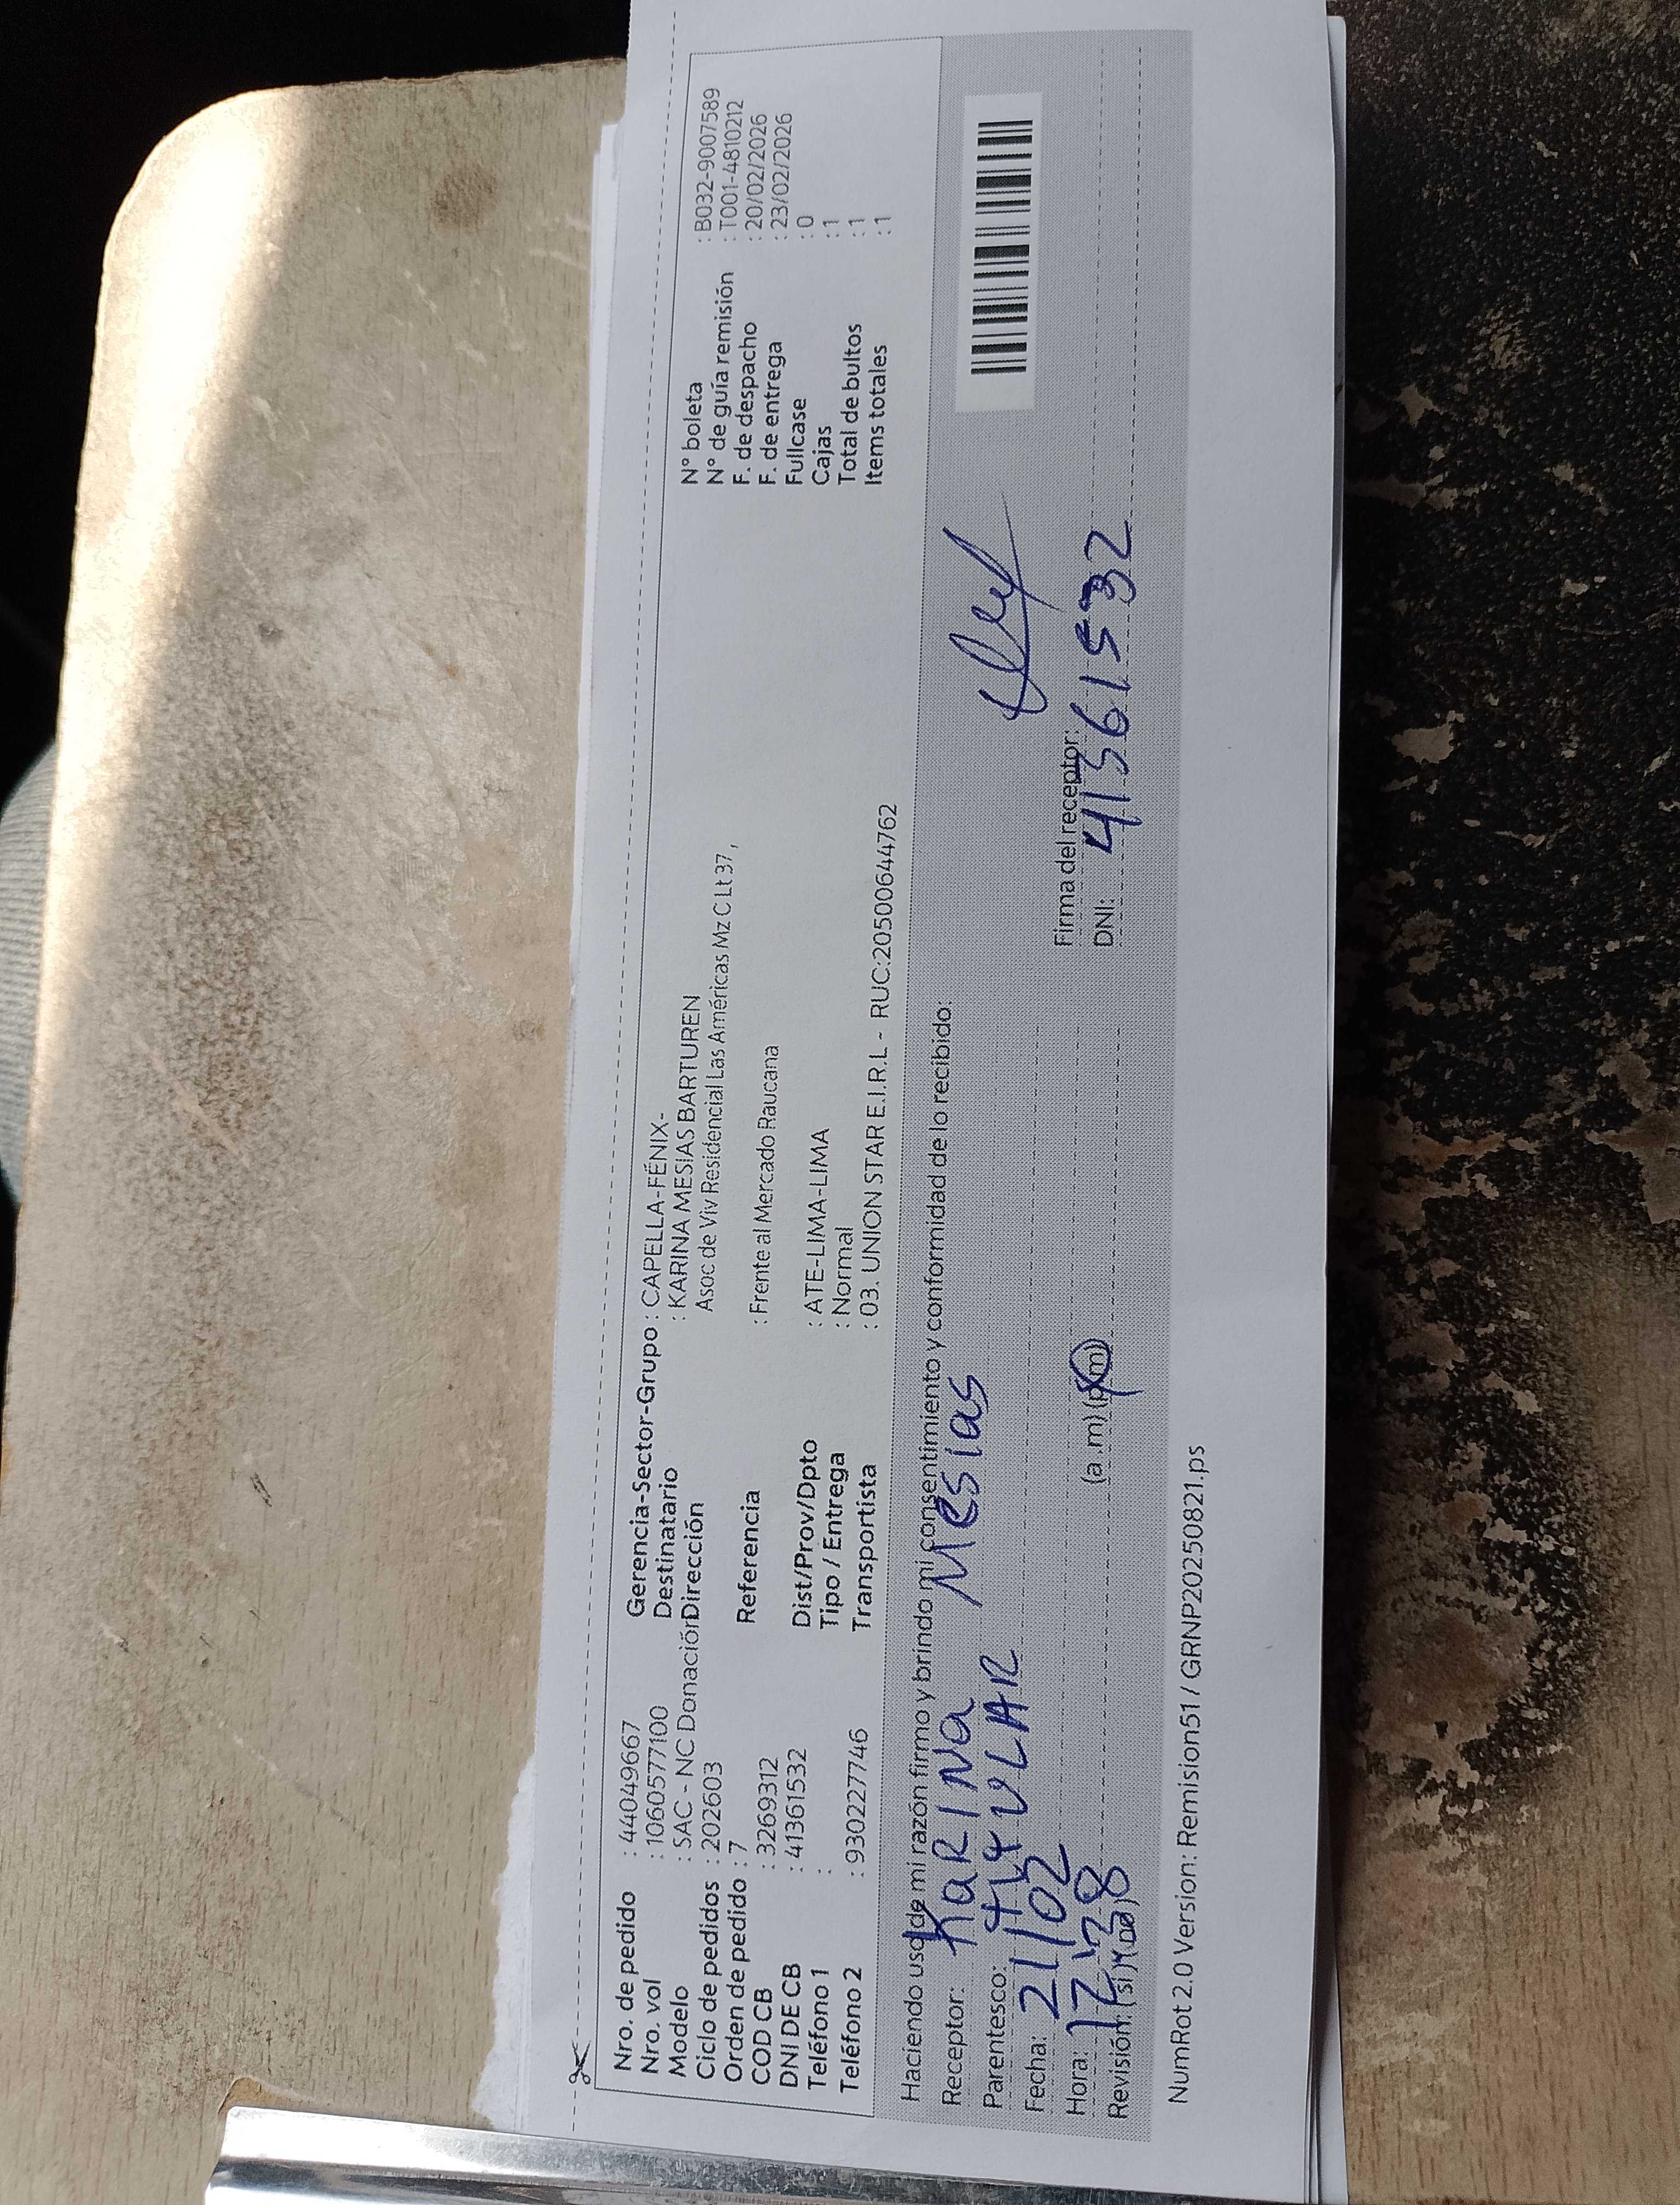 Nro. de pedido : 44049667 Gerencia-Sector-Grupo : CAPELLA-FÉNIX- N° boleta : B032-9007589
Nro. vol : 1060577100 Destinatario : KARINA MESIAS BARTUREN N° de guía remisión : T001-4810212
Modelo : SAC - NC Donación Dirección Asoc de Viv Residencial Las Américas Mz C Lt 37, F. de despacho : 20/02/2026
Ciclo de pedidos : 202603 F. de entrega : 23/02/2026
Orden de pedido : 7 Referencia : Frente al Mercado Raucana Fullcase : 0
COD CB : 3269312 Cajas : 1
DNI DE CB : 41361532 Dist/Prov/Dpto : ATE-LIMA-LIMA Total de bultos : 1
Teléfono 1 : Tipo / Entrega : Normal Items totales : 1
Teléfono 2 : 930227746 Transportista : 03. UNION STAR E.I.R.L - RUC:20500644762
Haciendo uso de mi razón firmo y brindo mi consentimiento y conformidad de lo recibido:
Receptor: KaRINa Mesias
Parentesco: titULAR
Fecha: 21/02 Firma del receptor:
Hora: 12:38 (a.m) (p.m) DNI: 41361532
Revisión: (si)
NumRot 2.0 Version: Remision51 / GRNP20250821.ps